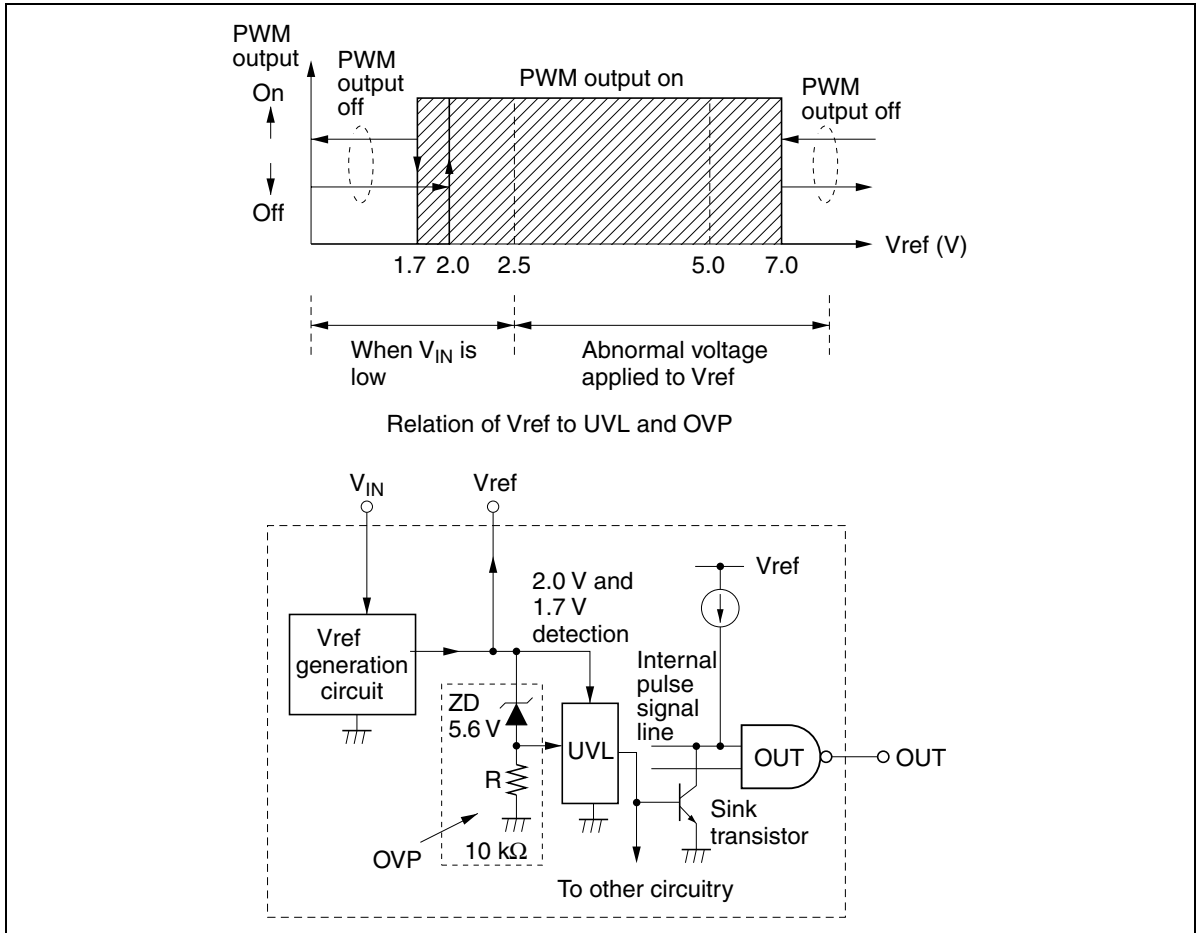 PWM
output
On
Off
PWM
output
off
PWM output on
PWM
output off
Vref (V)
1.7 2.0 2.5 5.0 7.0
When VIN is
low
Abnormal voltage
applied to Vref
Relation of Vref to UVL and OVP
VIN
Vref
Vref
generation
circuit
2.0 V and
1.7 V
detection
Vref
Internal
pulse
signal
line
ZD
5.6 V
UVL
OUT
OUT
R
Sink
transistor
OVP
10 kΩ
To other circuitry